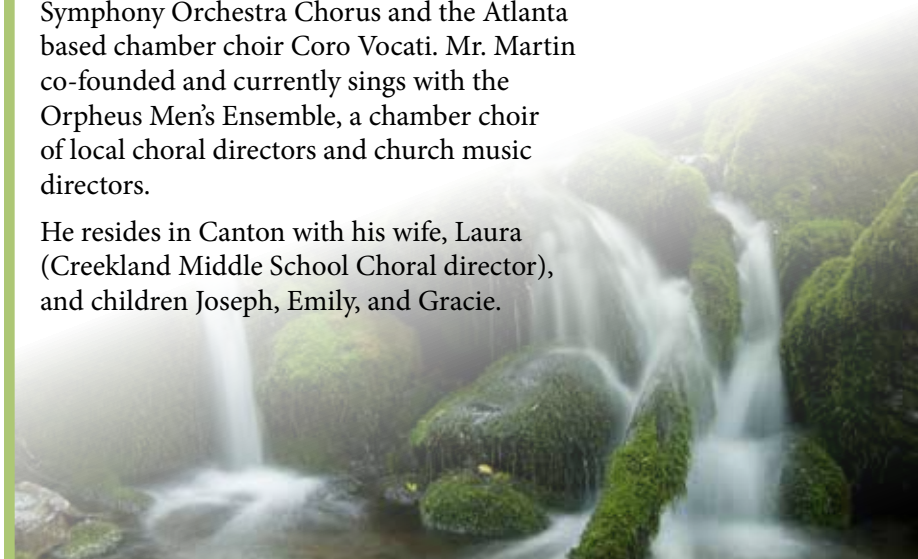 Symphony Orchestra Chorus and the Atlanta
based chamber choir Coro Vocati. Mr. Martin
co-founded and currently sings with the
Orpheus Men’s Ensemble, a chamber choir
of local choral directors and church music
directors.
He resides in Canton with his wife, Laura
(Creekland Middle School Choral director),
and children Joseph, Emily, and Gracie.